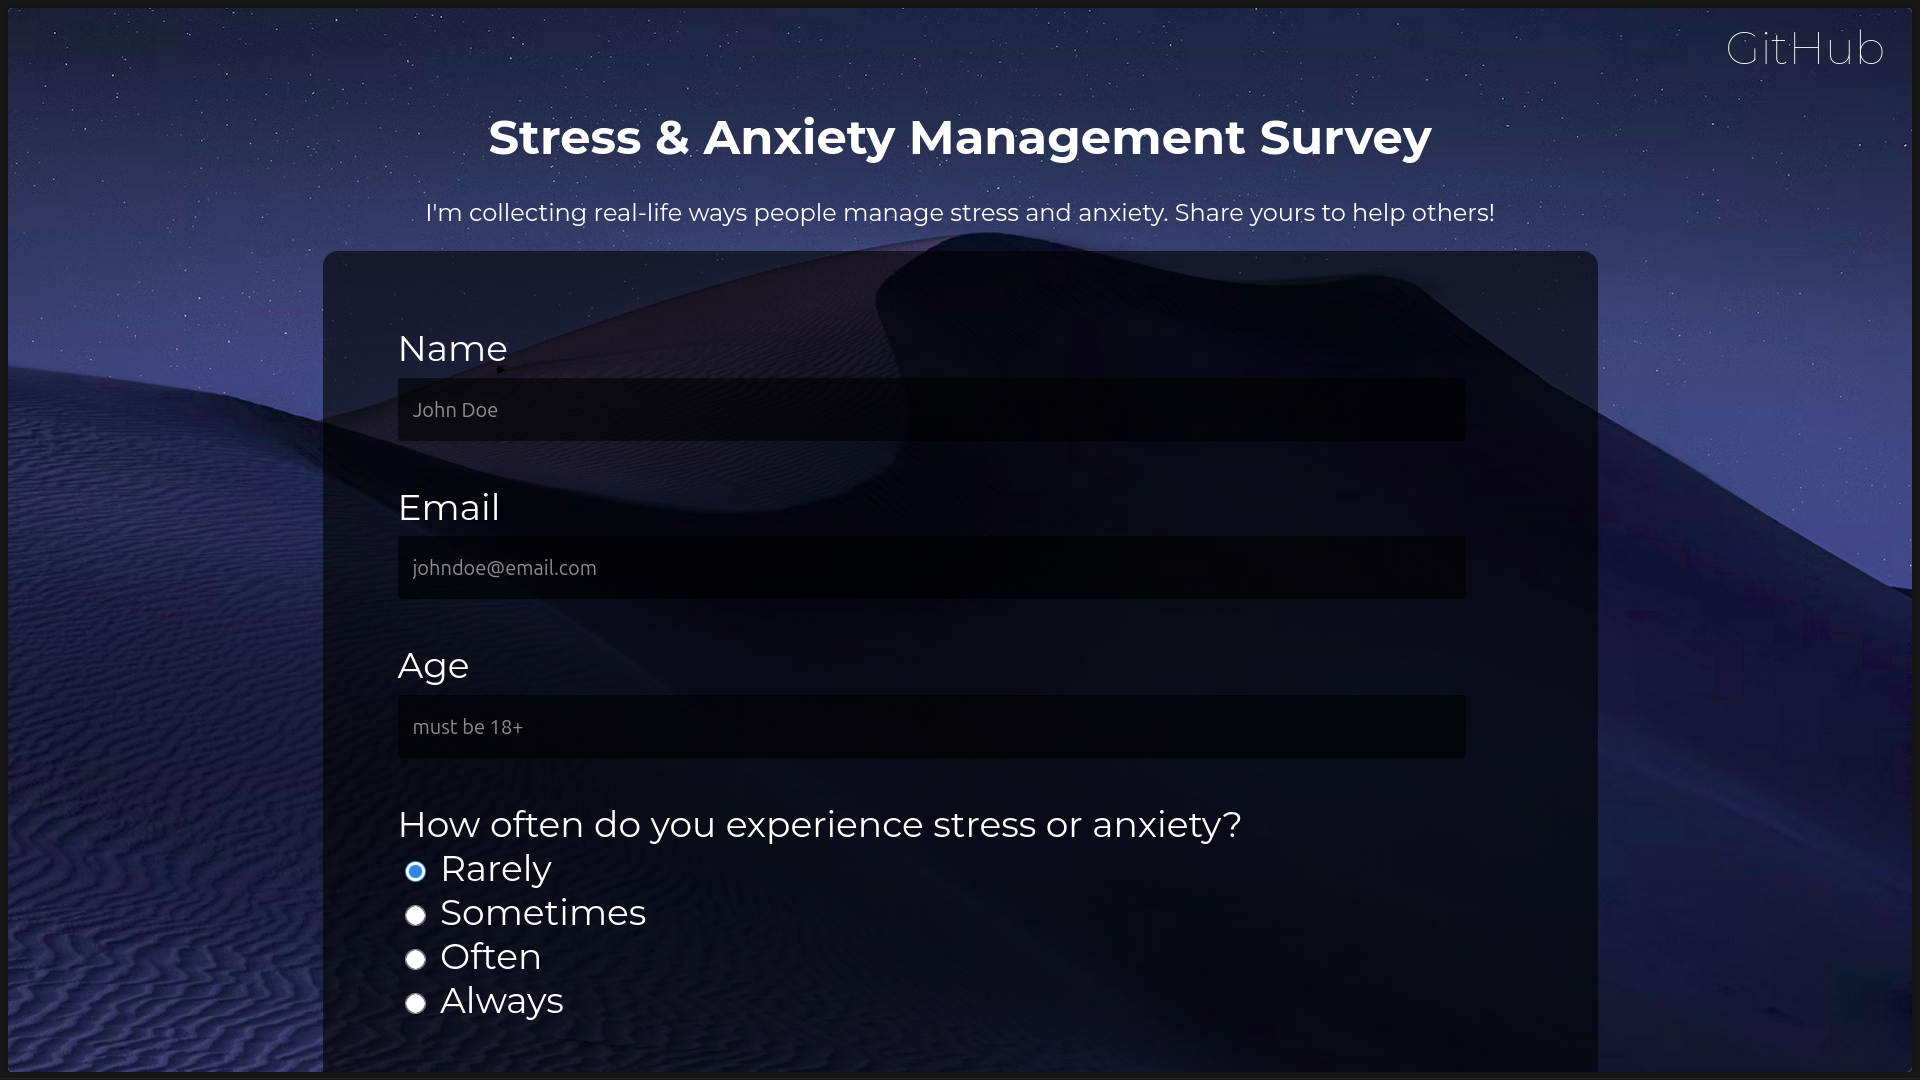 GitHub
Stress & Anxiety Management Survey
I'm collecting real-life ways people manage stress and anxiety. Share yours to help others!
Name
John Doe
Email
johndoe@email.com
Age
must be 18+
How often do you experience stress or anxiety?
Rarely
Sometimes
Often
Always